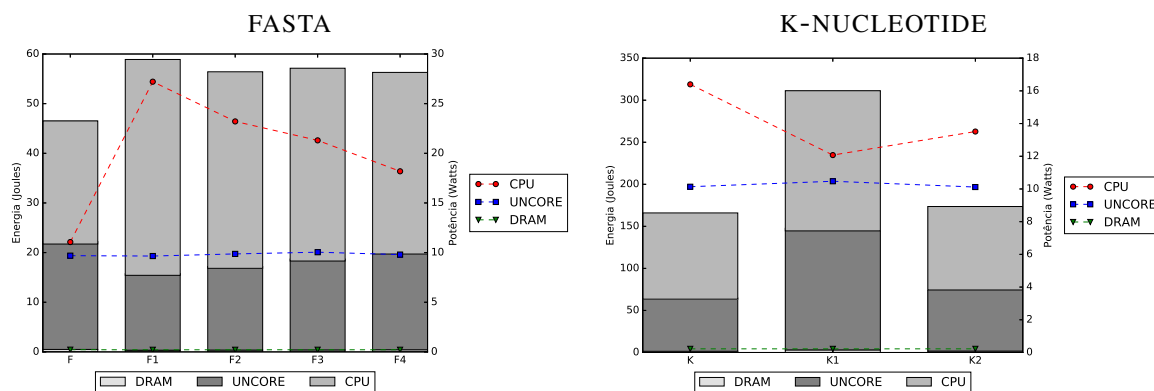 FASTA
60
50
40
30
20
10
0
Energia (Joules)
F
F1
F2
F3
F4
30
25
20
15
10
5
0
Potência (Watts)
CPU
UNCORE
DRAM
DRAM
UNCORE
CPU
K-NUCLEOTIDE
350
300
250
200
150
100
50
0
Energia (Joules)
K
K1
K2
18
16
14
12
10
8
6
4
2
0
Potência (Watts)
CPU
UNCORE
DRAM
DRAM
UNCORE
CPU